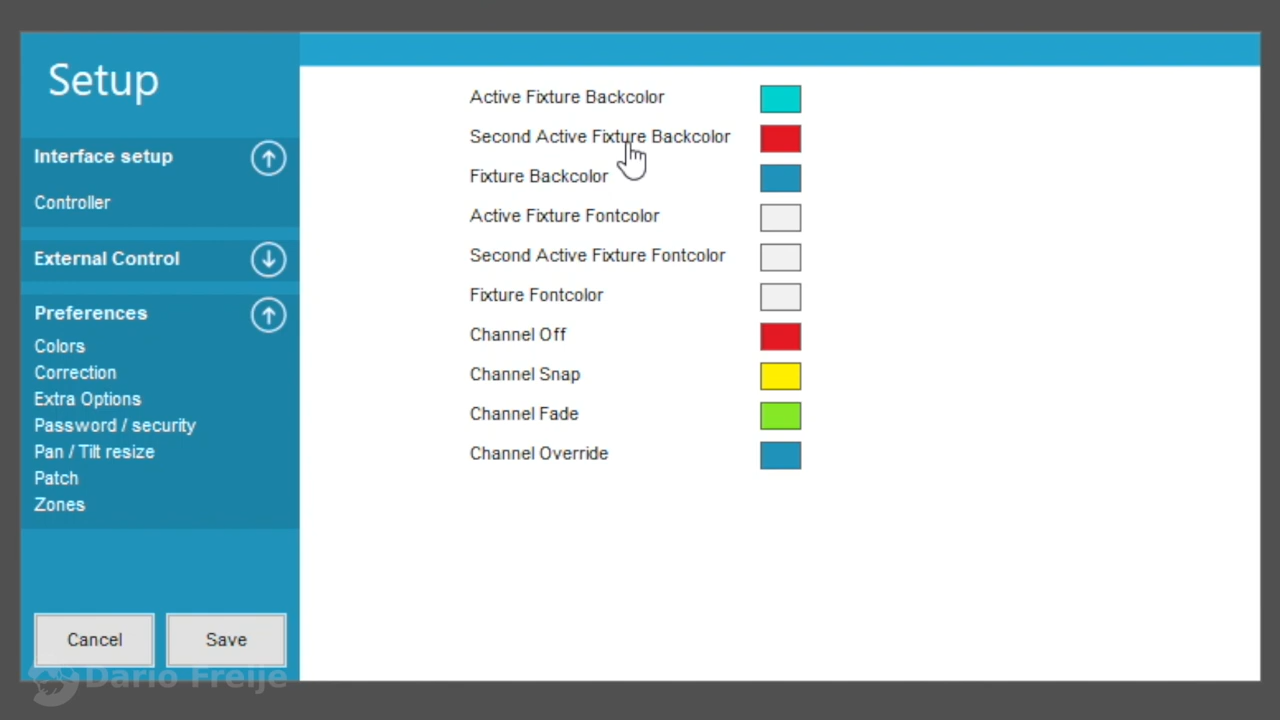 Setup
Interface setup
Controller
External Control
Preferences
Colors
Correction
Extra Options
Password / security
Pan / Tilt resize
Patch
Zones
Cancel
Save
Dario Freije
Active Fixture Backcolor
Second Active Fixture Backcolor
Fixture Backcolor
Active Fixture Fontcolor
Second Active Fixture Fontcolor
Fixture Fontcolor
Channel Off
Channel Snap
Channel Fade
Channel Override